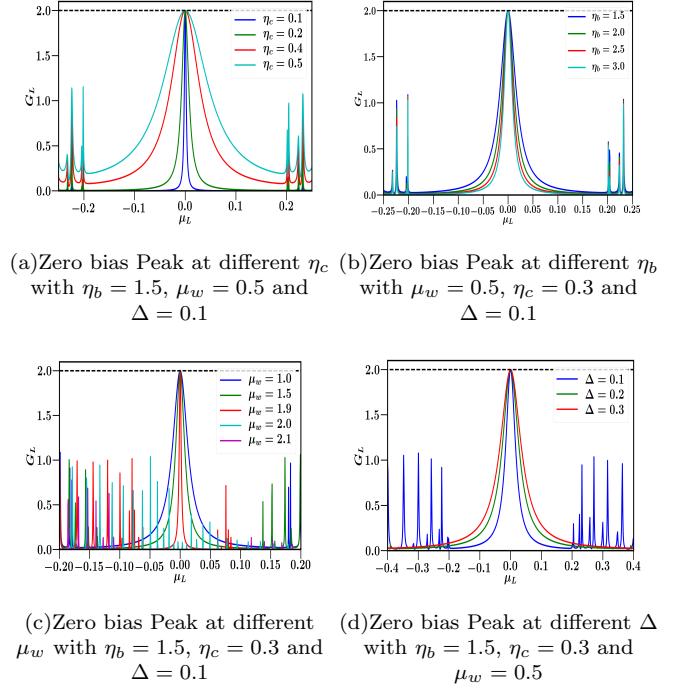 2.0
1.5
1.0
0.5
0.0
G_L
η_c = 0.1
η_c = 0.2
η_c = 0.4
η_c = 0.5
−0.2 −0.1 0.0 0.1 0.2
μ_L
2.0
1.5
1.0
0.5
0.0
G_L
η_b = 1.5
η_b = 2.0
η_b = 2.5
η_b = 3.0
−0.25 −0.20 −0.15 −0.10 −0.05 0.00 0.05 0.10 0.15 0.20 0.25
μ_L
(a)Zero bias Peak at different η_c
with η_b = 1.5, μ_w = 0.5 and
Δ = 0.1
(b)Zero bias Peak at different η_b
with μ_w = 0.5, η_c = 0.3 and
Δ = 0.1
2.0
1.5
1.0
0.5
0.0
G_L
μ_w = 1.0
μ_w = 1.5
μ_w = 1.9
μ_w = 2.0
μ_w = 2.1
−0.20 −0.15 −0.10 −0.05 0.00 0.05 0.10 0.15 0.20
μ_L
2.0
1.5
1.0
0.5
0.0
G_L
Δ = 0.1
Δ = 0.2
Δ = 0.3
−0.4 −0.3 −0.2 −0.1 0.0 0.1 0.2 0.3 0.4
μ_L
(c)Zero bias Peak at different
μ_w with η_b = 1.5, η_c = 0.3 and
Δ = 0.1
(d)Zero bias Peak at different Δ
with η_b = 1.5, η_c = 0.3 and
μ_w = 0.5